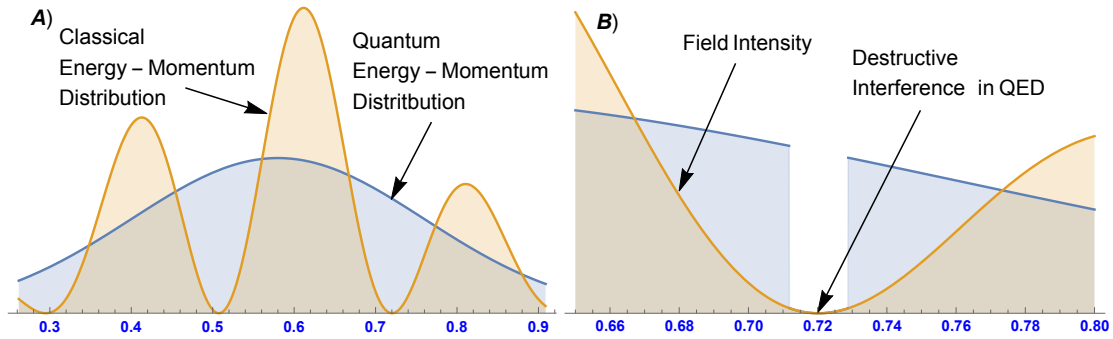 A)
Classical
Energy – Momentum
Distribution
Quantum
Energy – Momentum
Distritbution
0.3 0.4 0.5 0.6 0.7 0.8 0.9
B)
Field Intensity
Destructive
Interference in QED
0.66 0.68 0.70 0.72 0.74 0.76 0.78 0.80